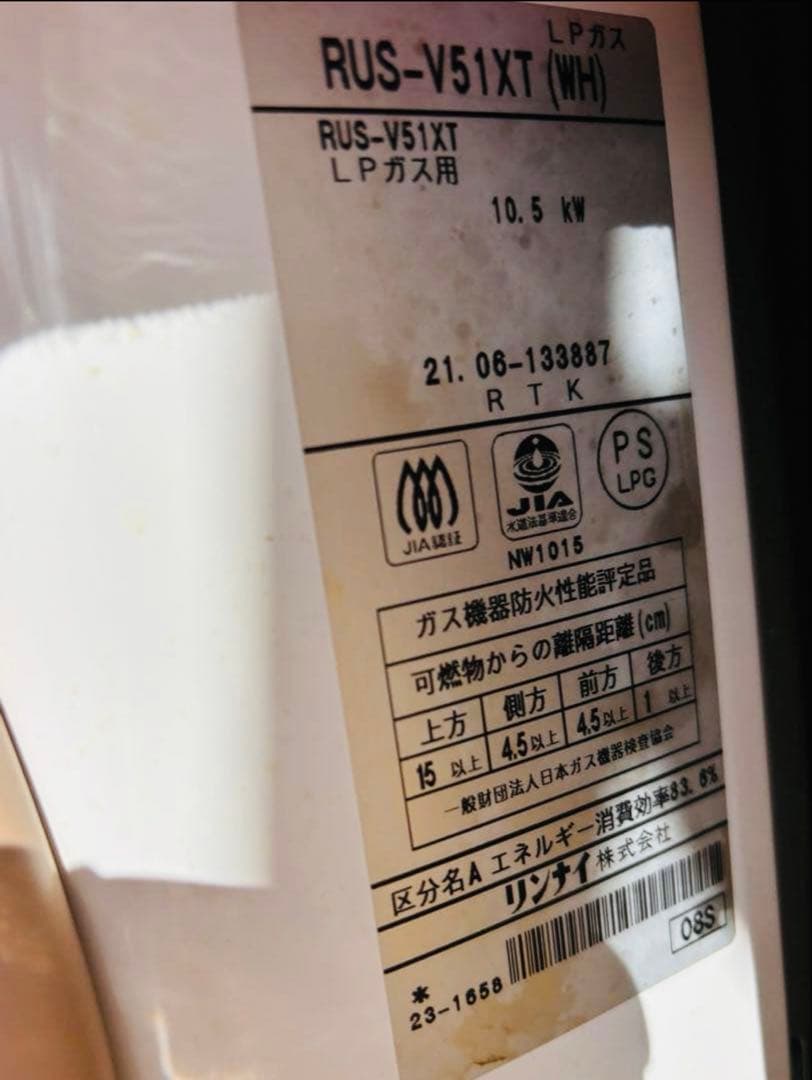 LPガス
RUS-V51XT (WH)
RUS-V51XT
LPガス用
10.5 kW
21.06-133887
RTK
JIA認証
JIA
水道法基準適合
NW1015
PS
LPG
ガス機器防火性能評定品
可燃物からの離隔距離(cm)
上方 側方 前方 後方
15以上 4.5以上 4.5以上 1以上
一般財団法人日本ガス機器検査協会
区分名A エネルギー消費効率83.6%
リンナイ株式会社
08S
*
23-1658